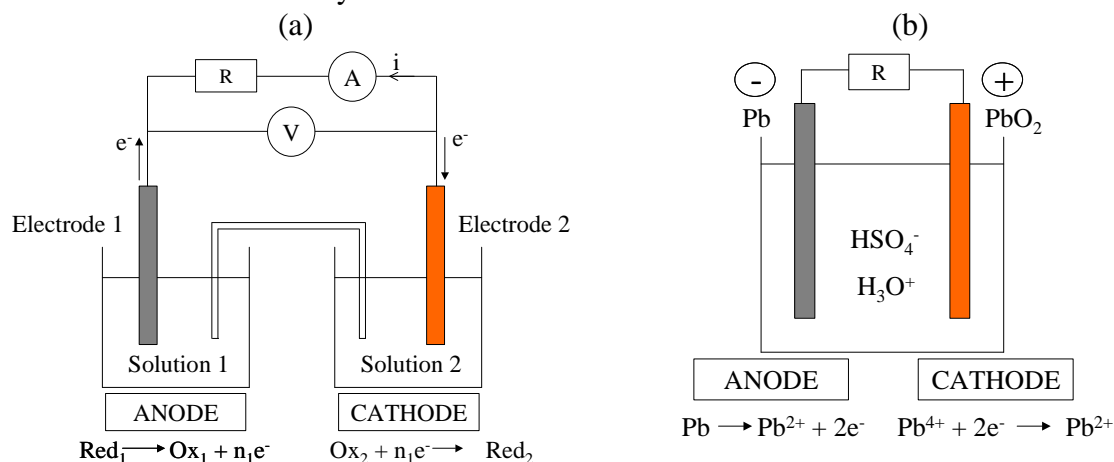 (a)
R
A
i
V
e-
e-
Electrode 1
Electrode 2
Solution 1
Solution 2
ANODE
CATHODE
Red₁ → Ox₁ + n₁e-
Ox₂ + n₁e- → Red₂
(b)
-
R
+
Pb
PbO₂
HSO₄-
H₃O⁺
ANODE
CATHODE
Pb → Pb²⁺ + 2e-
Pb⁴⁺ + 2e- → Pb²⁺